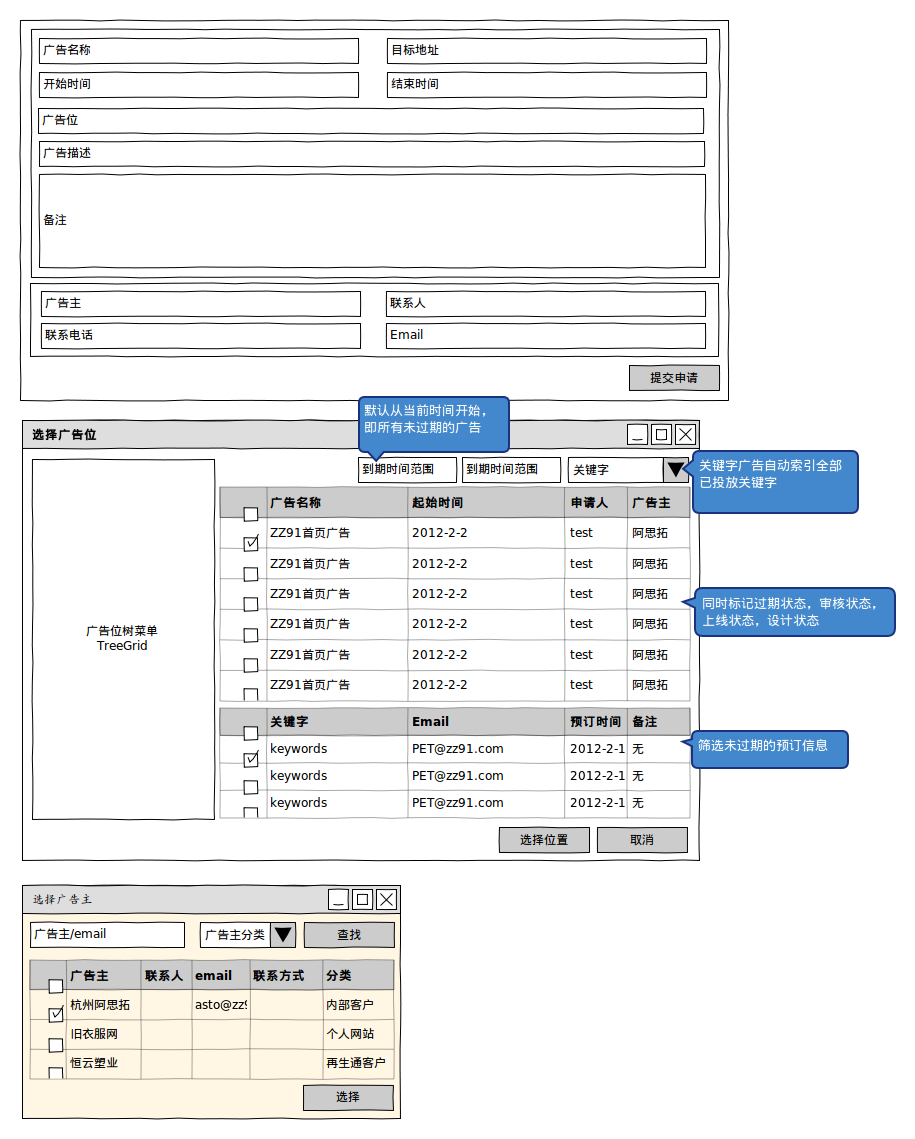 广告名称 目标地址
开始时间 结束时间
广告位
广告描述
备注
广告主 联系人
联系电话 Email
提交申请
默认从当前时间开始，
即所有未过期的广告
选择广告位
到期时间范围 到期时间范围 关键字
关键字广告自动索引全部
已投放关键字
广告位树菜单
TreeGrid
广告名称 起始时间 申请人 广告主
ZZ91首页广告 2012-2-2 test 阿思拓
ZZ91首页广告 2012-2-2 test 阿思拓
ZZ91首页广告 2012-2-2 test 阿思拓
ZZ91首页广告 2012-2-2 test 阿思拓
ZZ91首页广告 2012-2-2 test 阿思拓
ZZ91首页广告 2012-2-2 test 阿思拓
同时标记过期状态，审核状态，
上线状态，设计状态
关键字 Email 预订时间 备注
keywords PET@zz91.com 2012-2-1 无
keywords PET@zz91.com 2012-2-1 无
keywords PET@zz91.com 2012-2-1 无
筛选未过期的预订信息
选择位置 取消
选择广告主
广告主/email 广告主分类 查找
广告主 联系人 email 联系方式 分类
杭州阿思拓 asto@zz9 内部客户
旧衣服网 个人网站
恒云塑业 再生通客户
选择